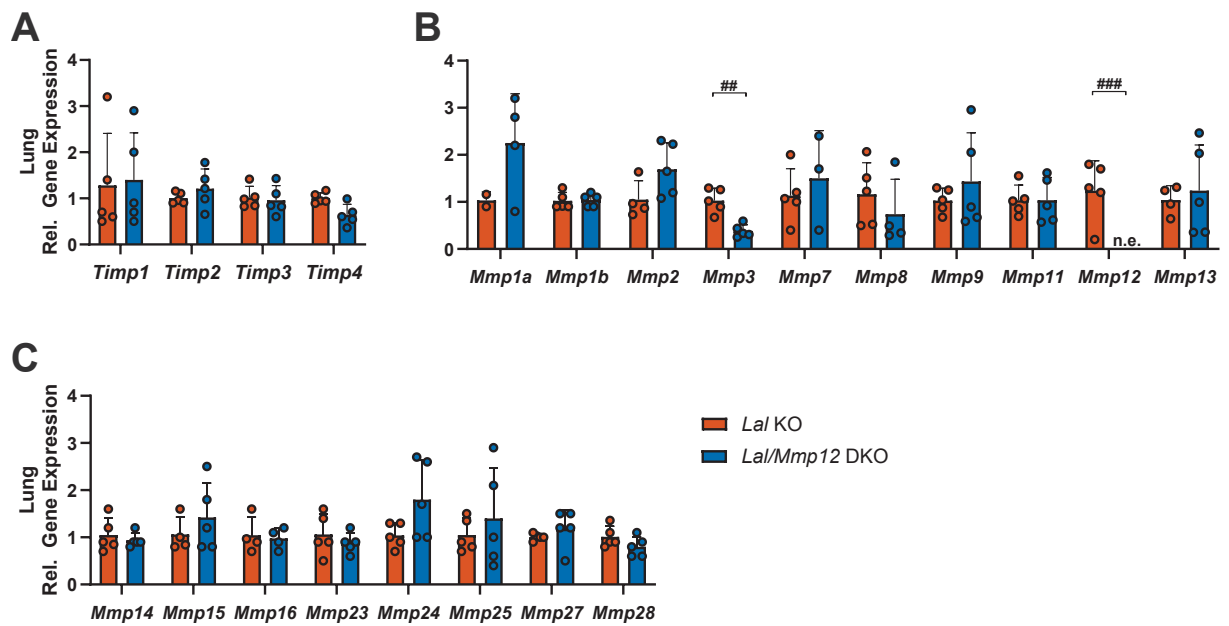 A
Lung
Rel. Gene Expression
4
3
2
1
0
Timp1 Timp2 Timp3 Timp4
B
4
3
2
1
0
##
###
n.e.
Mmp1a Mmp1b Mmp2 Mmp3 Mmp7 Mmp8 Mmp9 Mmp11 Mmp12 Mmp13
C
Lung
Rel. Gene Expression
4
3
2
1
0
Mmp14 Mmp15 Mmp16 Mmp23 Mmp24 Mmp25 Mmp27 Mmp28
Lal KO
Lal/Mmp12 DKO